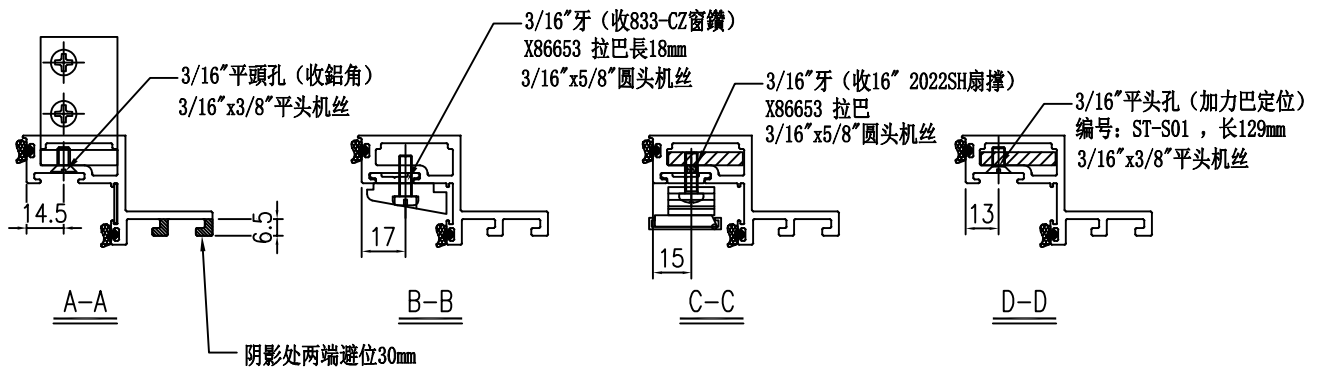 3/16"平頭孔（收鋁角）
3/16"x3/8"平头机丝
14.5
6.5
A-A
阴影处两端避位30mm
3/16"牙（收833-CZ窗鑽）
X86653 拉巴長18mm
3/16"x5/8"圆头机丝
17
B-B
3/16"牙（收16" 2022SH扇撐）
X86653 拉巴
3/16"x5/8"圆头机丝
15
C-C
3/16"平头孔（加力巴定位）
编号：ST-S01 ，长129mm
3/16"x3/8"平头机丝
13
D-D